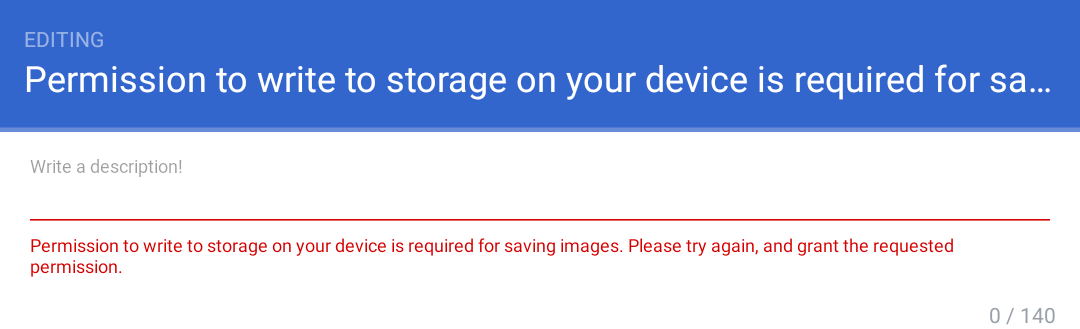 EDITING
Permission to write to storage on your device is required for sa...
Write a description!
Permission to write to storage on your device is required for saving images. Please try again, and grant the requested
permission.
0 / 140